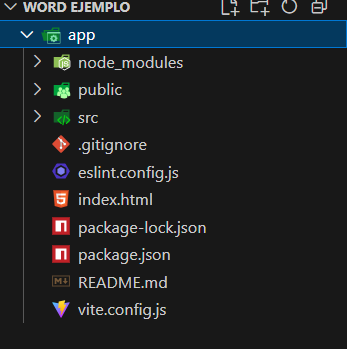 WORD EJEMPLO
app
node_modules
public
src
.gitignore
eslint.config.js
index.html
package-lock.json
package.json
README.md
vite.config.js